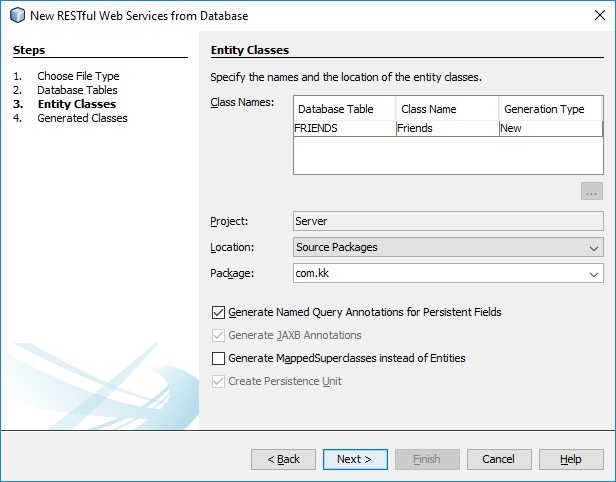 New RESTful Web Services from Database
Steps
1. Choose File Type
2. Database Tables
3. Entity Classes
4. Generated Classes
Entity Classes
Specify the names and the location of the entity classes.
Class Names:
Database Table Class Name Generation Type
FRIENDS Friends New
...
Project: Server
Location: Source Packages
Package: com.kk
Generate Named Query Annotations for Persistent Fields
Generate JAXB Annotations
Generate MappedSuperclasses instead of Entities
Create Persistence Unit
< Back Next > Finish Cancel Help